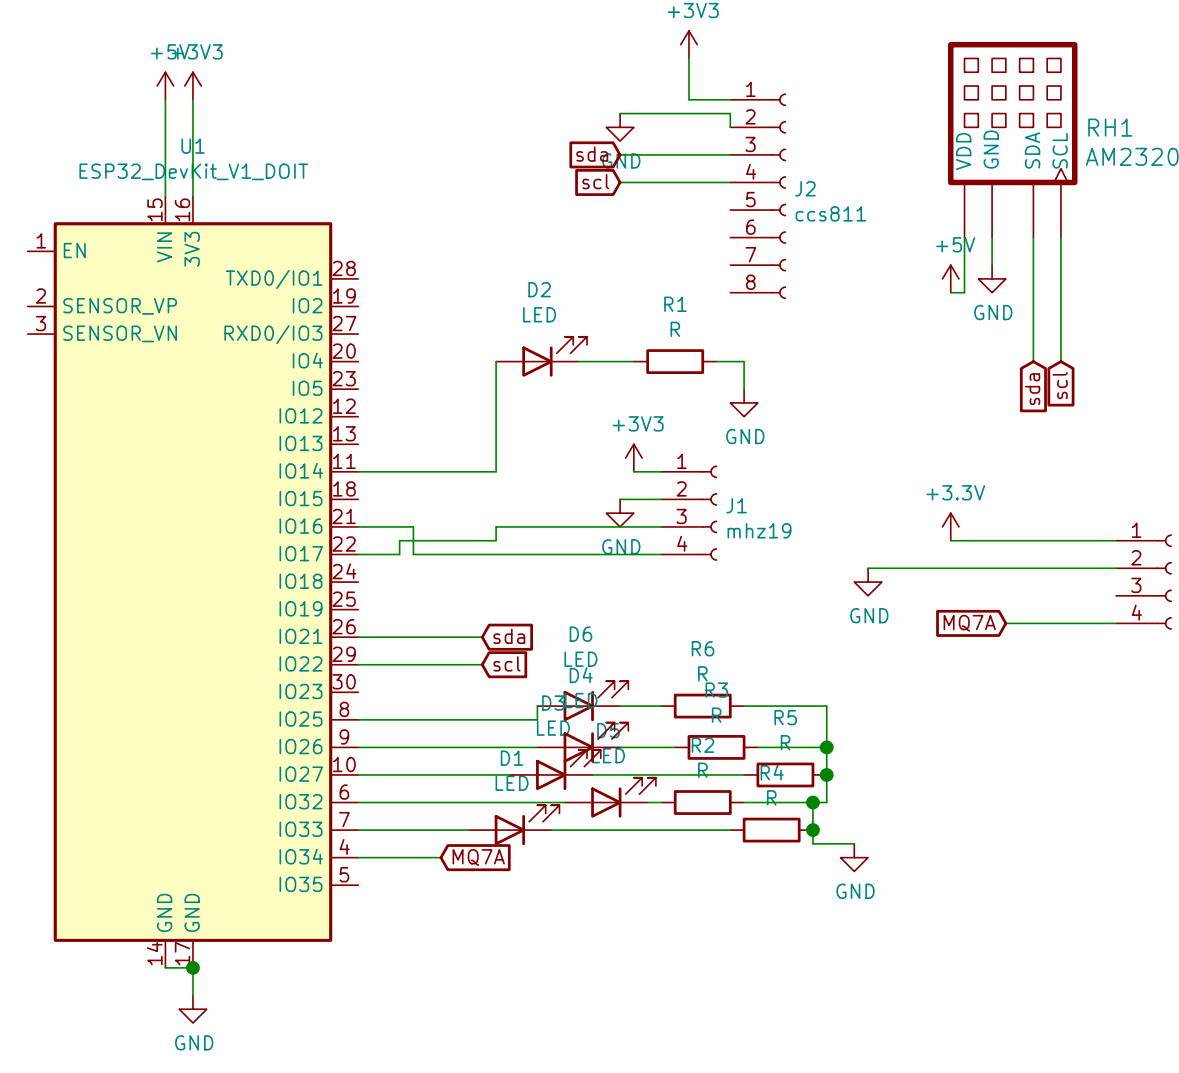 +5V
+3V3
U1
ESP32_DevKit_V1_DOIT
15
16
VIN
3V3
1
EN
2
SENSOR_VP
3
SENSOR_VN
TXD0/IO1
28
IO2
19
RXD0/IO3
27
IO4
20
IO5
23
IO12
12
IO13
13
IO14
11
IO15
18
IO16
21
IO17
22
IO18
24
IO19
25
IO21
26
IO22
29
IO23
30
IO25
8
IO26
9
IO27
10
IO32
6
IO33
7
IO34
4
IO35
5
GND
GND
14
17
GND
+3V3
1
2
3
4
5
6
7
8
GND
sda
scl
J2
ccs811
RH1
AM2320
VDD
GND
SDA
SCL
+5V
GND
sda
scl
D2
LED
R1
R
GND
+3V3
1
2
3
4
GND
J1
mhz19
+3.3V
1
2
3
4
GND
MQ7A
sda
scl
D6
LED
D4
LED
D3
LED
D5
LED
D1
LED
R6
R
R3
R
R5
R
R2
R
R4
R
MQ7A
GND